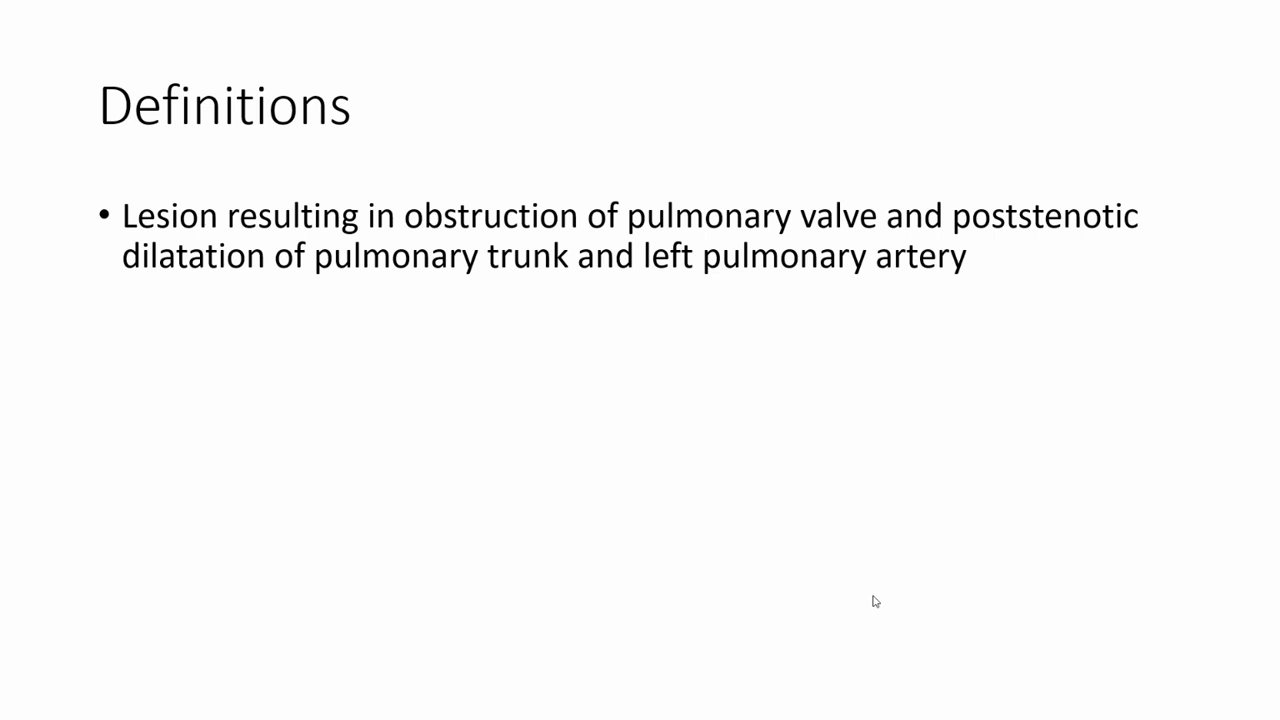 Definitions
• Lesion resulting in obstruction of pulmonary valve and poststenotic
dilatation of pulmonary trunk and left pulmonary artery